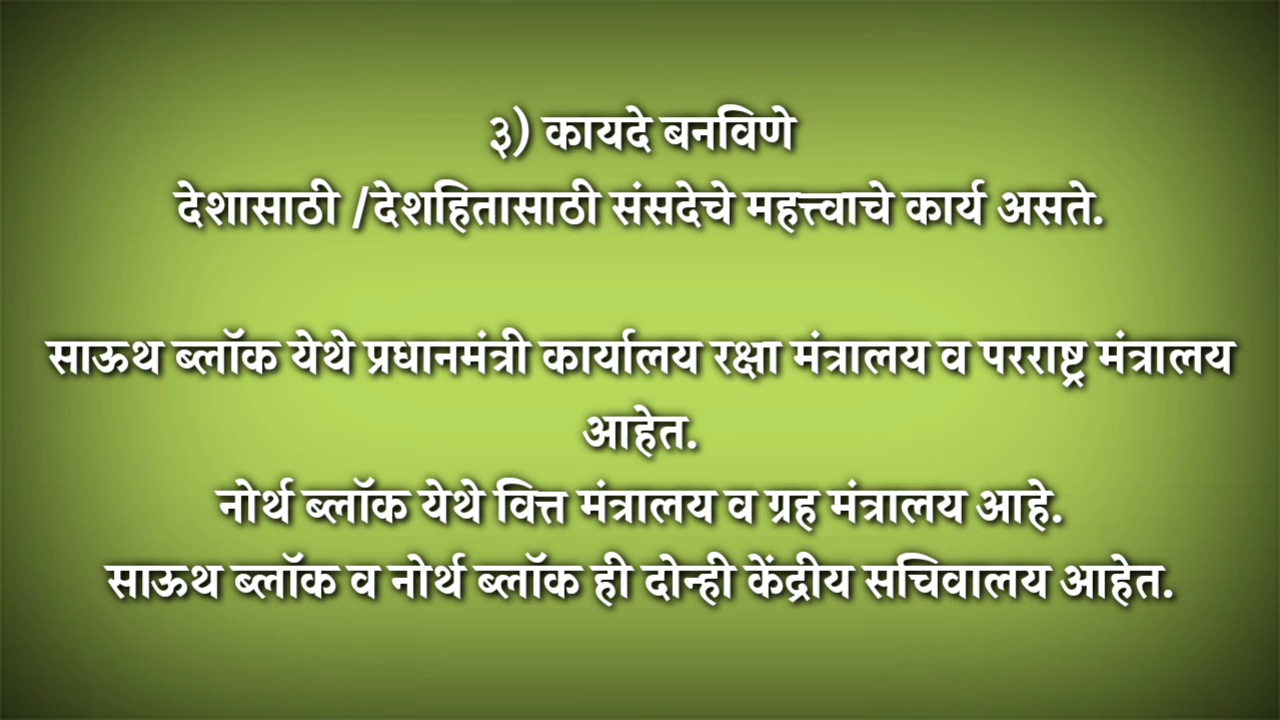 ३) कायदे बनविणे
देशासाठी /देशहितासाठी संसदेचे महत्त्वाचे कार्य असते.
साऊथ ब्लॉक येथे प्रधानमंत्री कार्यालय रक्षा मंत्रालय व परराष्ट्र मंत्रालय
आहेत.
नोर्थ ब्लॉक येथे वित्त मंत्रालय व ग्रह मंत्रालय आहे.
साऊथ ब्लॉक व नोर्थ ब्लॉक ही दोन्ही केंद्रीय सचिवालय आहेत.